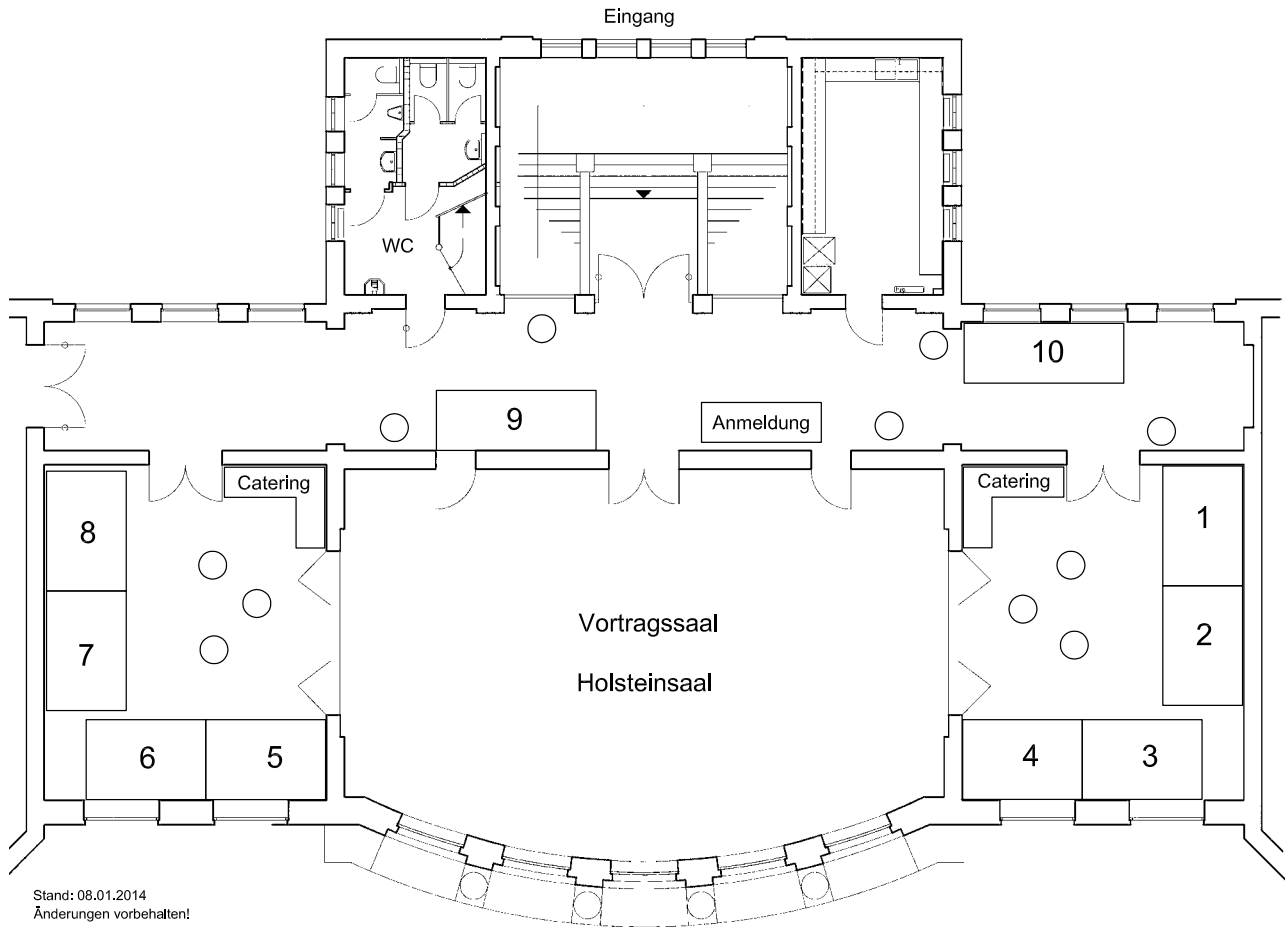 Eingang
WC
10
9
Anmeldung
Catering
Catering
8
1
7
2
Vortragssaal
Holsteinsaal
6
5
4
3
Stand: 08.01.2014
Änderungen vorbehalten!